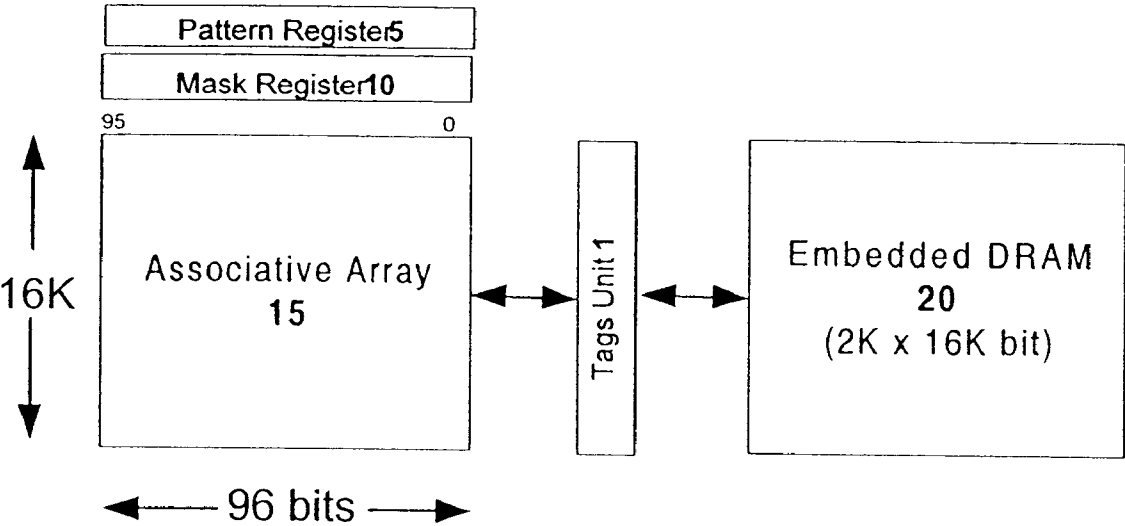 Pattern Register5
Mask Register10
95 0
16K
Associative Array
15
Tags Unit 1
Embedded DRAM
20
(2K x 16K bit)
96 bits